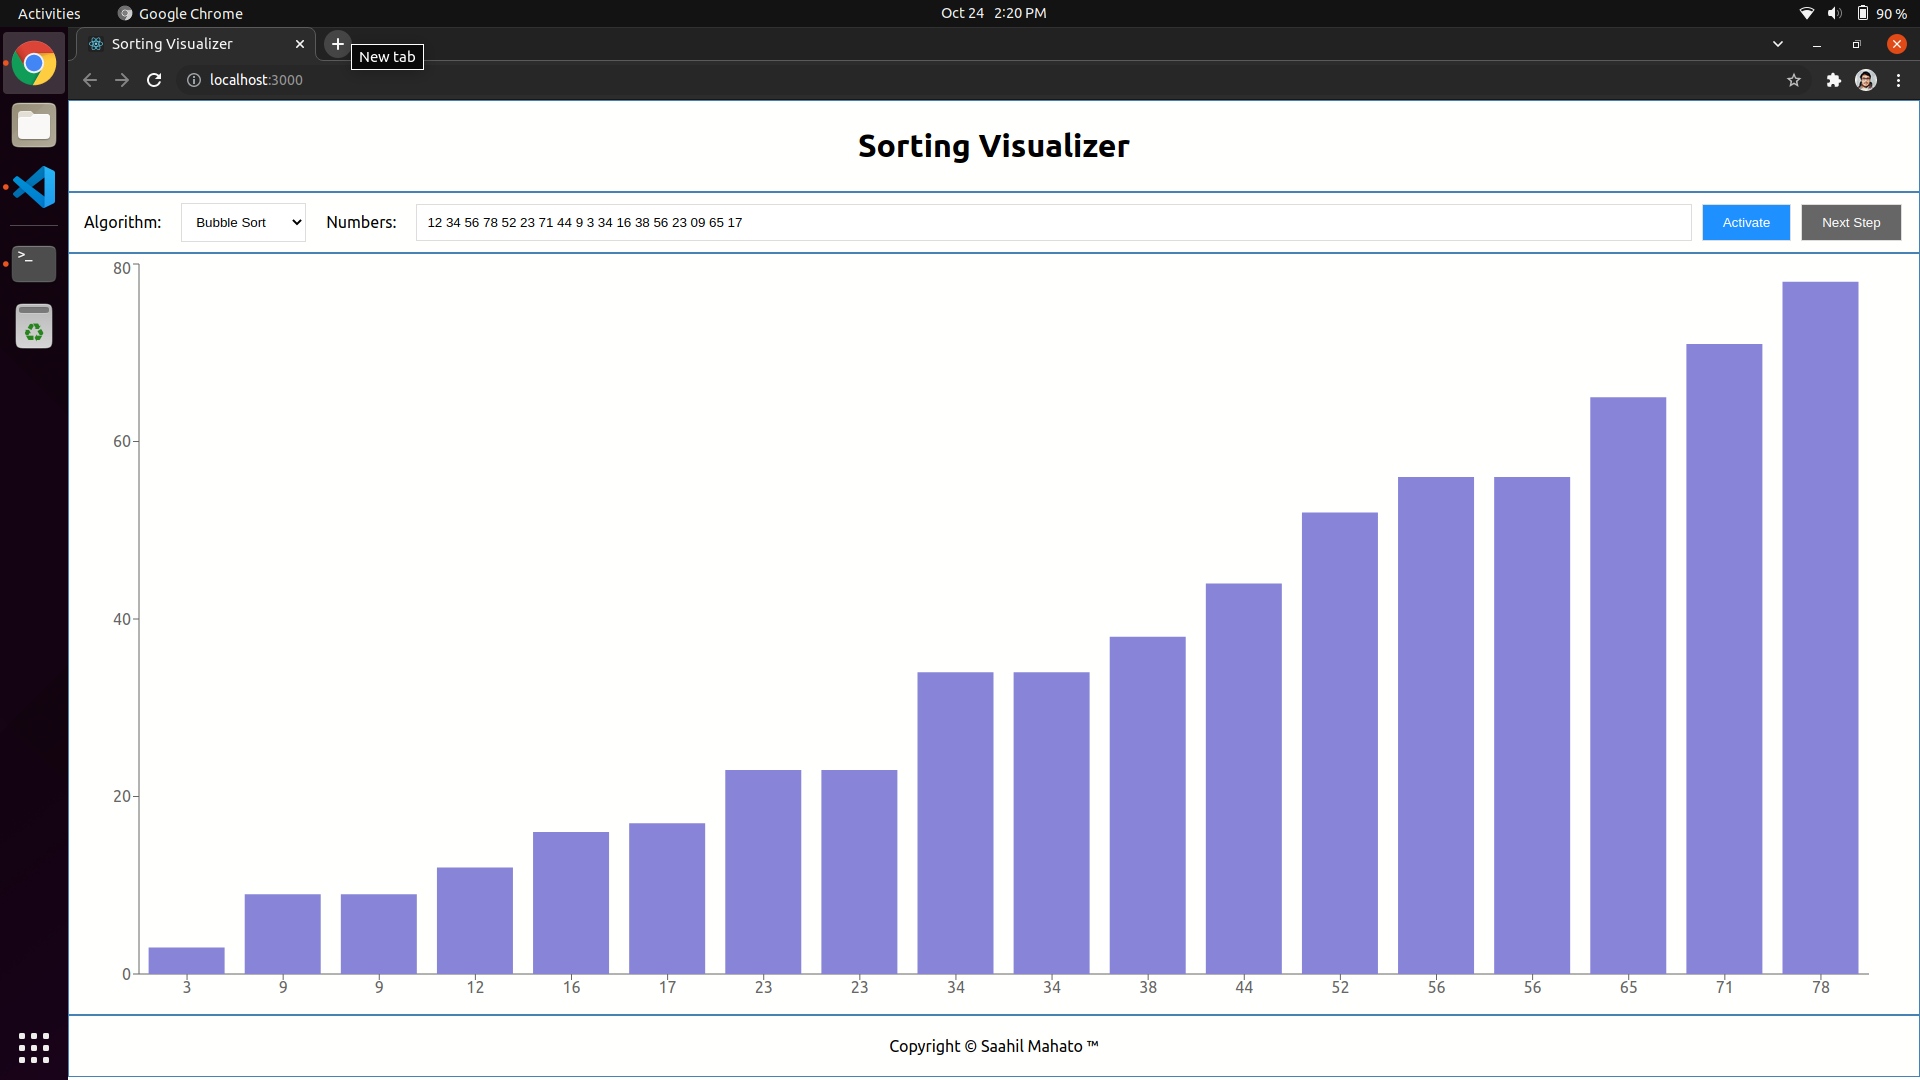 Activities Google Chrome Oct 24 2:20 PM 90 %
Sorting Visualizer
New tab
localhost:3000
>_
Sorting Visualizer
Algorithm: Bubble Sort Numbers: 12 34 56 78 52 23 71 44 9 3 34 16 38 56 23 09 65 17 Activate Next Step
80
60
40
20
0
3 9 9 12 16 17 23 23 34 34 38 44 52 56 56 65 71 78
Copyright © Saahil Mahato ™